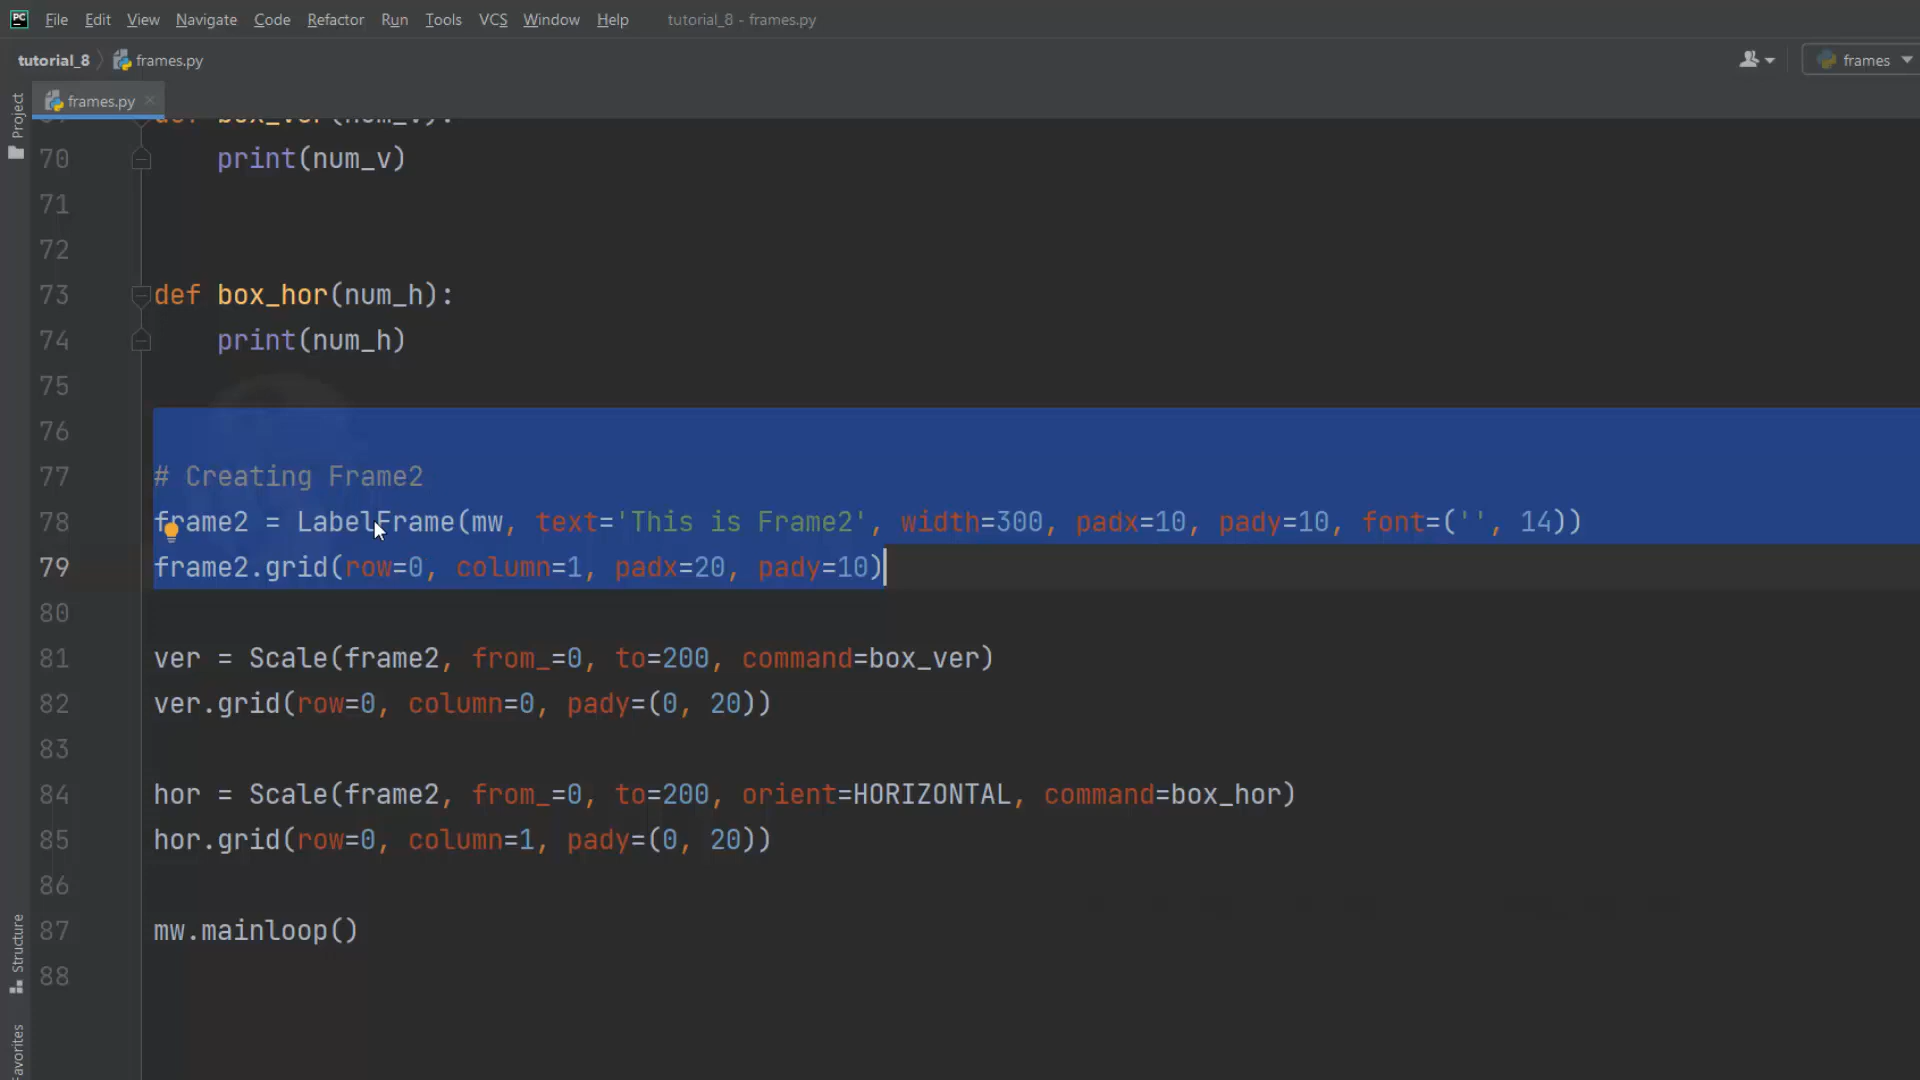 PC File Edit View Navigate Code Refactor Run Tools VCS Window Help tutorial_8 - frames.py
tutorial_8 frames.py frames
frames.py
Project
def box_ver(num_v):
70 print(num_v)
71
72
73 def box_hor(num_h):
74 print(num_h)
75
76
77 # Creating Frame2
78 frame2 = LabelFrame(mw, text='This is Frame2', width=300, padx=10, pady=10, font=('', 14))
79 frame2.grid(row=0, column=1, padx=20, pady=10)
80
81 ver = Scale(frame2, from_=0, to=200, command=box_ver)
82 ver.grid(row=0, column=0, pady=(0, 20))
83
84 hor = Scale(frame2, from_=0, to=200, orient=HORIZONTAL, command=box_hor)
85 hor.grid(row=0, column=1, pady=(0, 20))
86
87 mw.mainloop()
88
Structure
Favorites